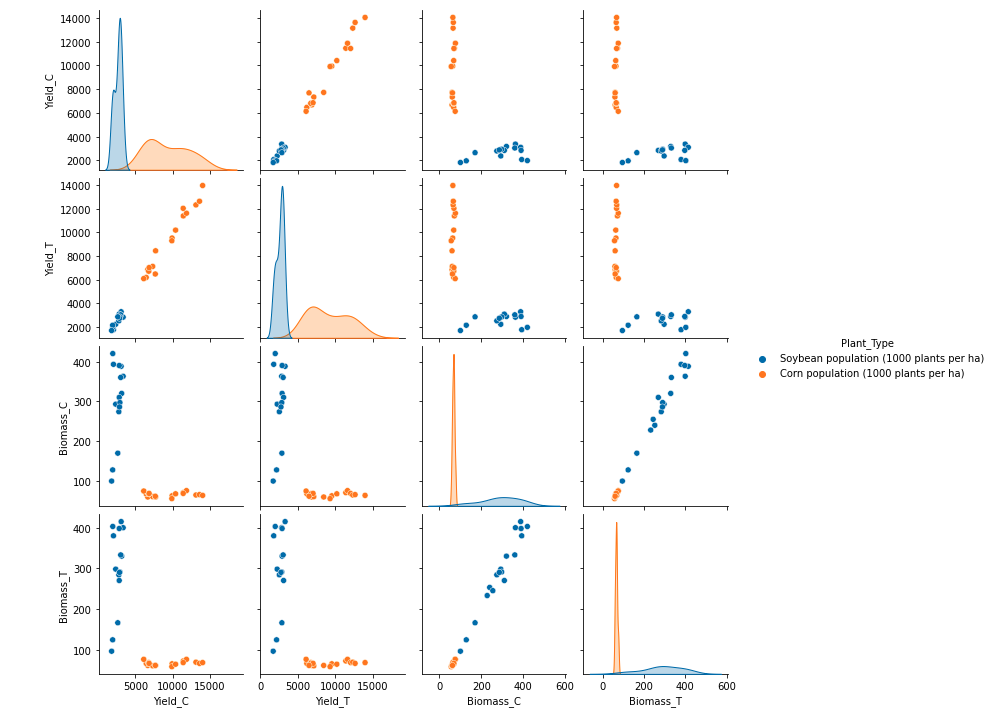 14000
12000
10000
8000
6000
4000
2000
Yield_C
14000
12000
10000
8000
6000
4000
2000
Yield_T
Plant_Type
Soybean population (1000 plants per ha)
Corn population (1000 plants per ha)
400
300
200
100
Biomass_C
400
300
200
100
Biomass_T
5000 10000 15000 0 5000 10000 15000 0 200 400 600 0 200 400 600
Yield_C Yield_T Biomass_C Biomass_T